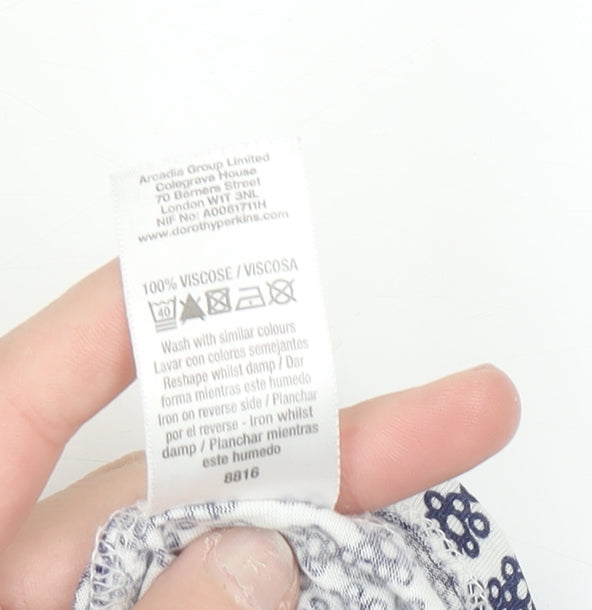 Arcadia Group Limited
Colegrave House
70 Berners Street
London W1T 3NL
NIF No: A0061711H
www.dorothyperkins.com
100% VISCOSE / VISCOSA
40
Wash with similar colours
Lavar con colores semejantes
Reshape whilst damp / Dar
forma mientras este humedo
Iron on reverse side / Planchar
por el reverse - Iron whilst
damp / Planchar mientras
este humedo
8816